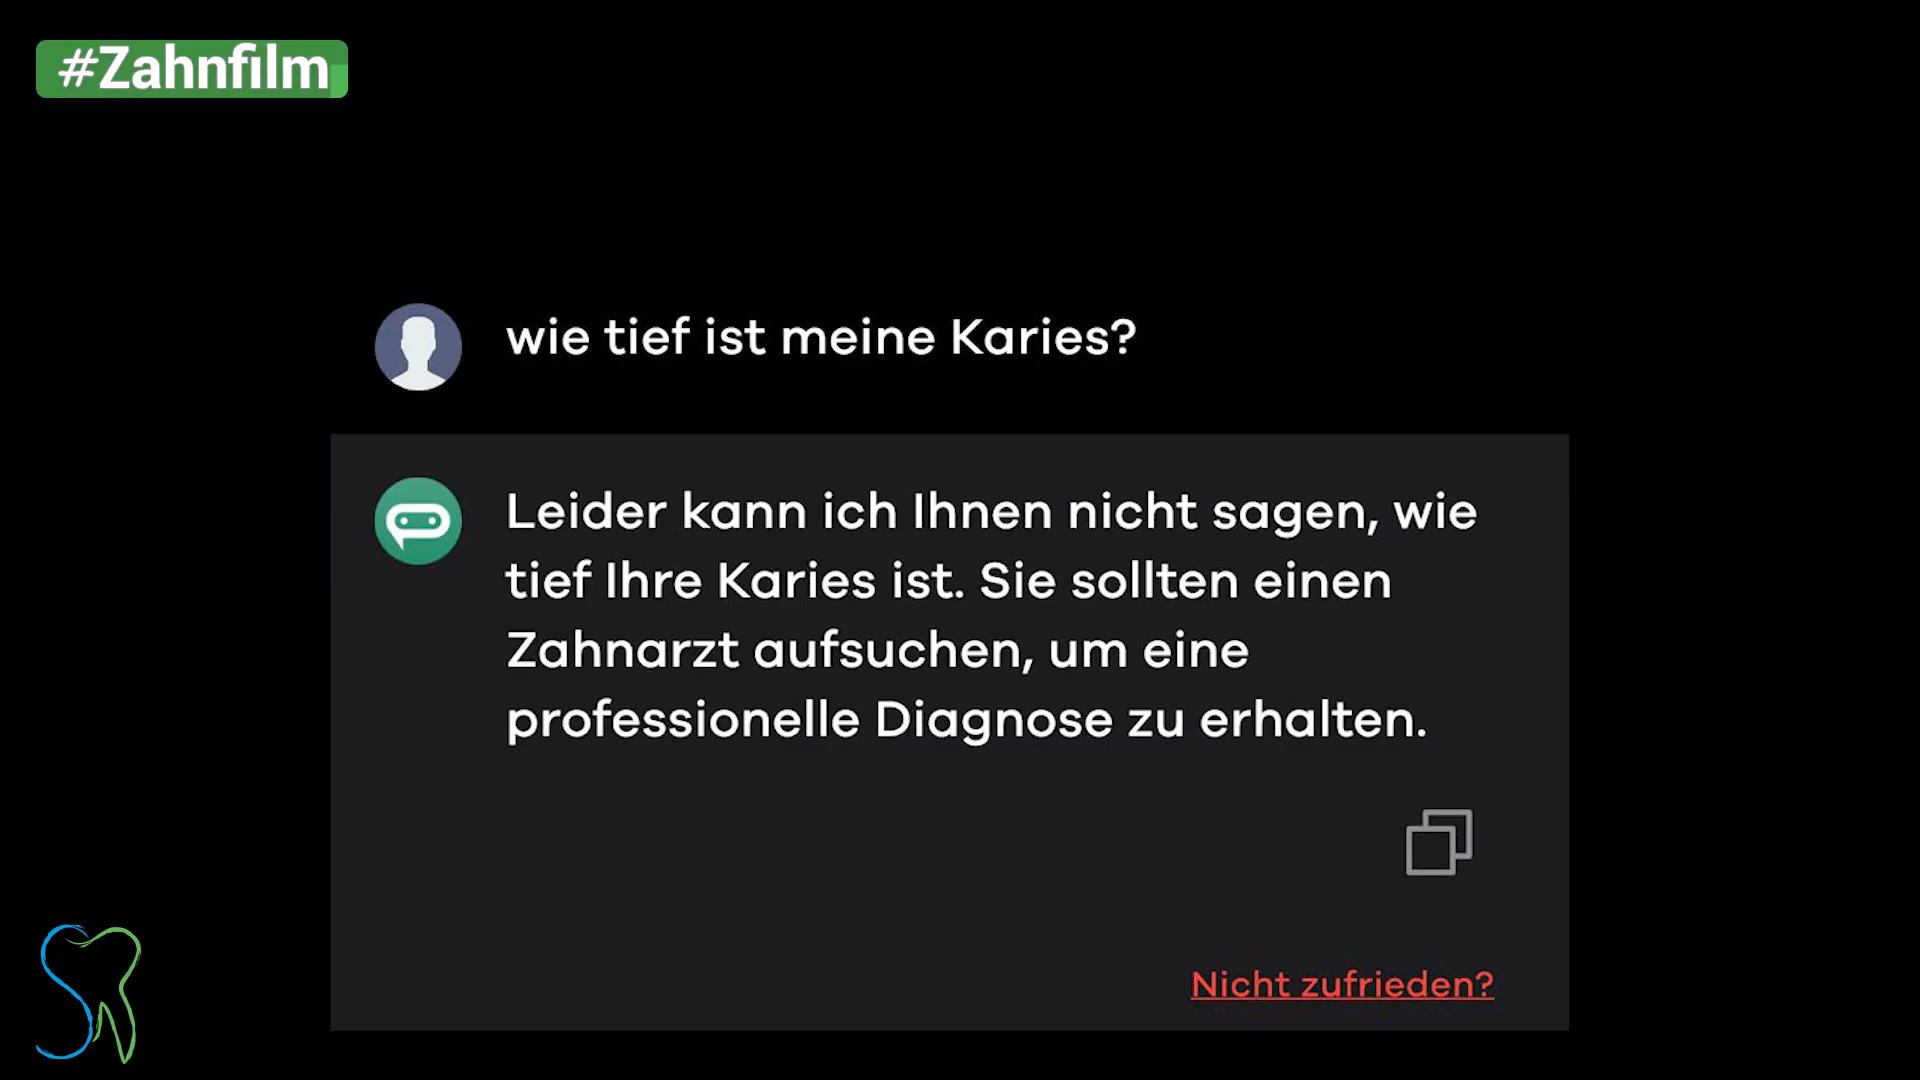 #Zahnfilm
wie tief ist meine Karies?
Leider kann ich Ihnen nicht sagen, wie
tief Ihre Karies ist. Sie sollten einen
Zahnarzt aufsuchen, um eine
professionelle Diagnose zu erhalten.
Nicht zufrieden?